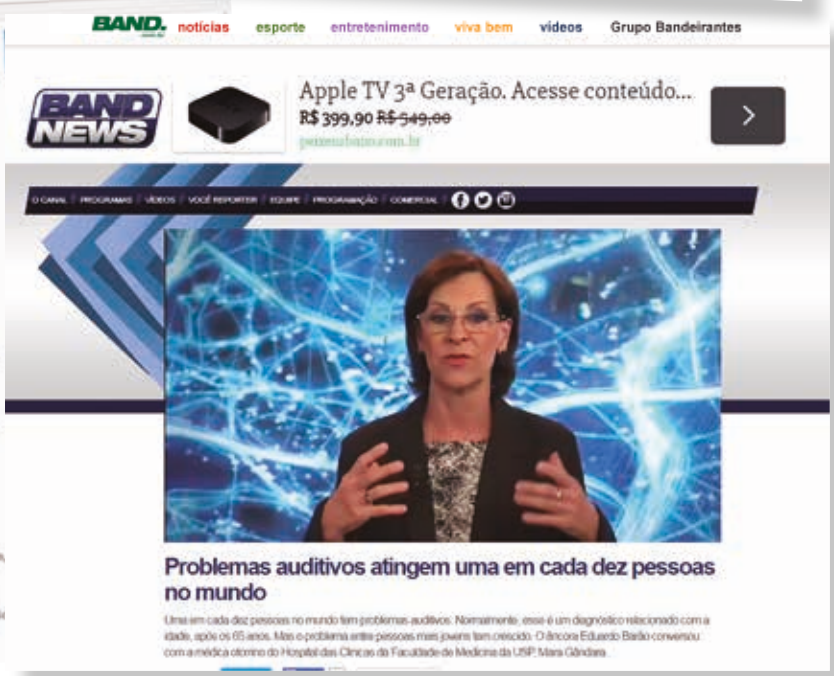 BAND.
.com.br
notícias esporte entretenimento viva bem vídeos Grupo Bandeirantes
BAND
NEWS
Apple TV 3ª Geração. Acesse conteúdo...
R$ 399,90 R$ 549,00
O CANAL PROGRAMAS VÍDEOS VOCÊ REPÓRTER EQUIPE PROGRAMAÇÃO COMERCIAL
Problemas auditivos atingem uma em cada dez pessoas
no mundo
Uma em cada dez pessoas no mundo tem problemas auditivos. Normalmente, esse é um diagnóstico relacionado com a
idade, após os 65 anos. Mas o problema entre pessoas mais jovens tem crescido. O âncora Eduardo Barão conversou
com a médica otorrino do Hospital das Clínicas da Faculdade de Medicina da USP, Mara Gândara.